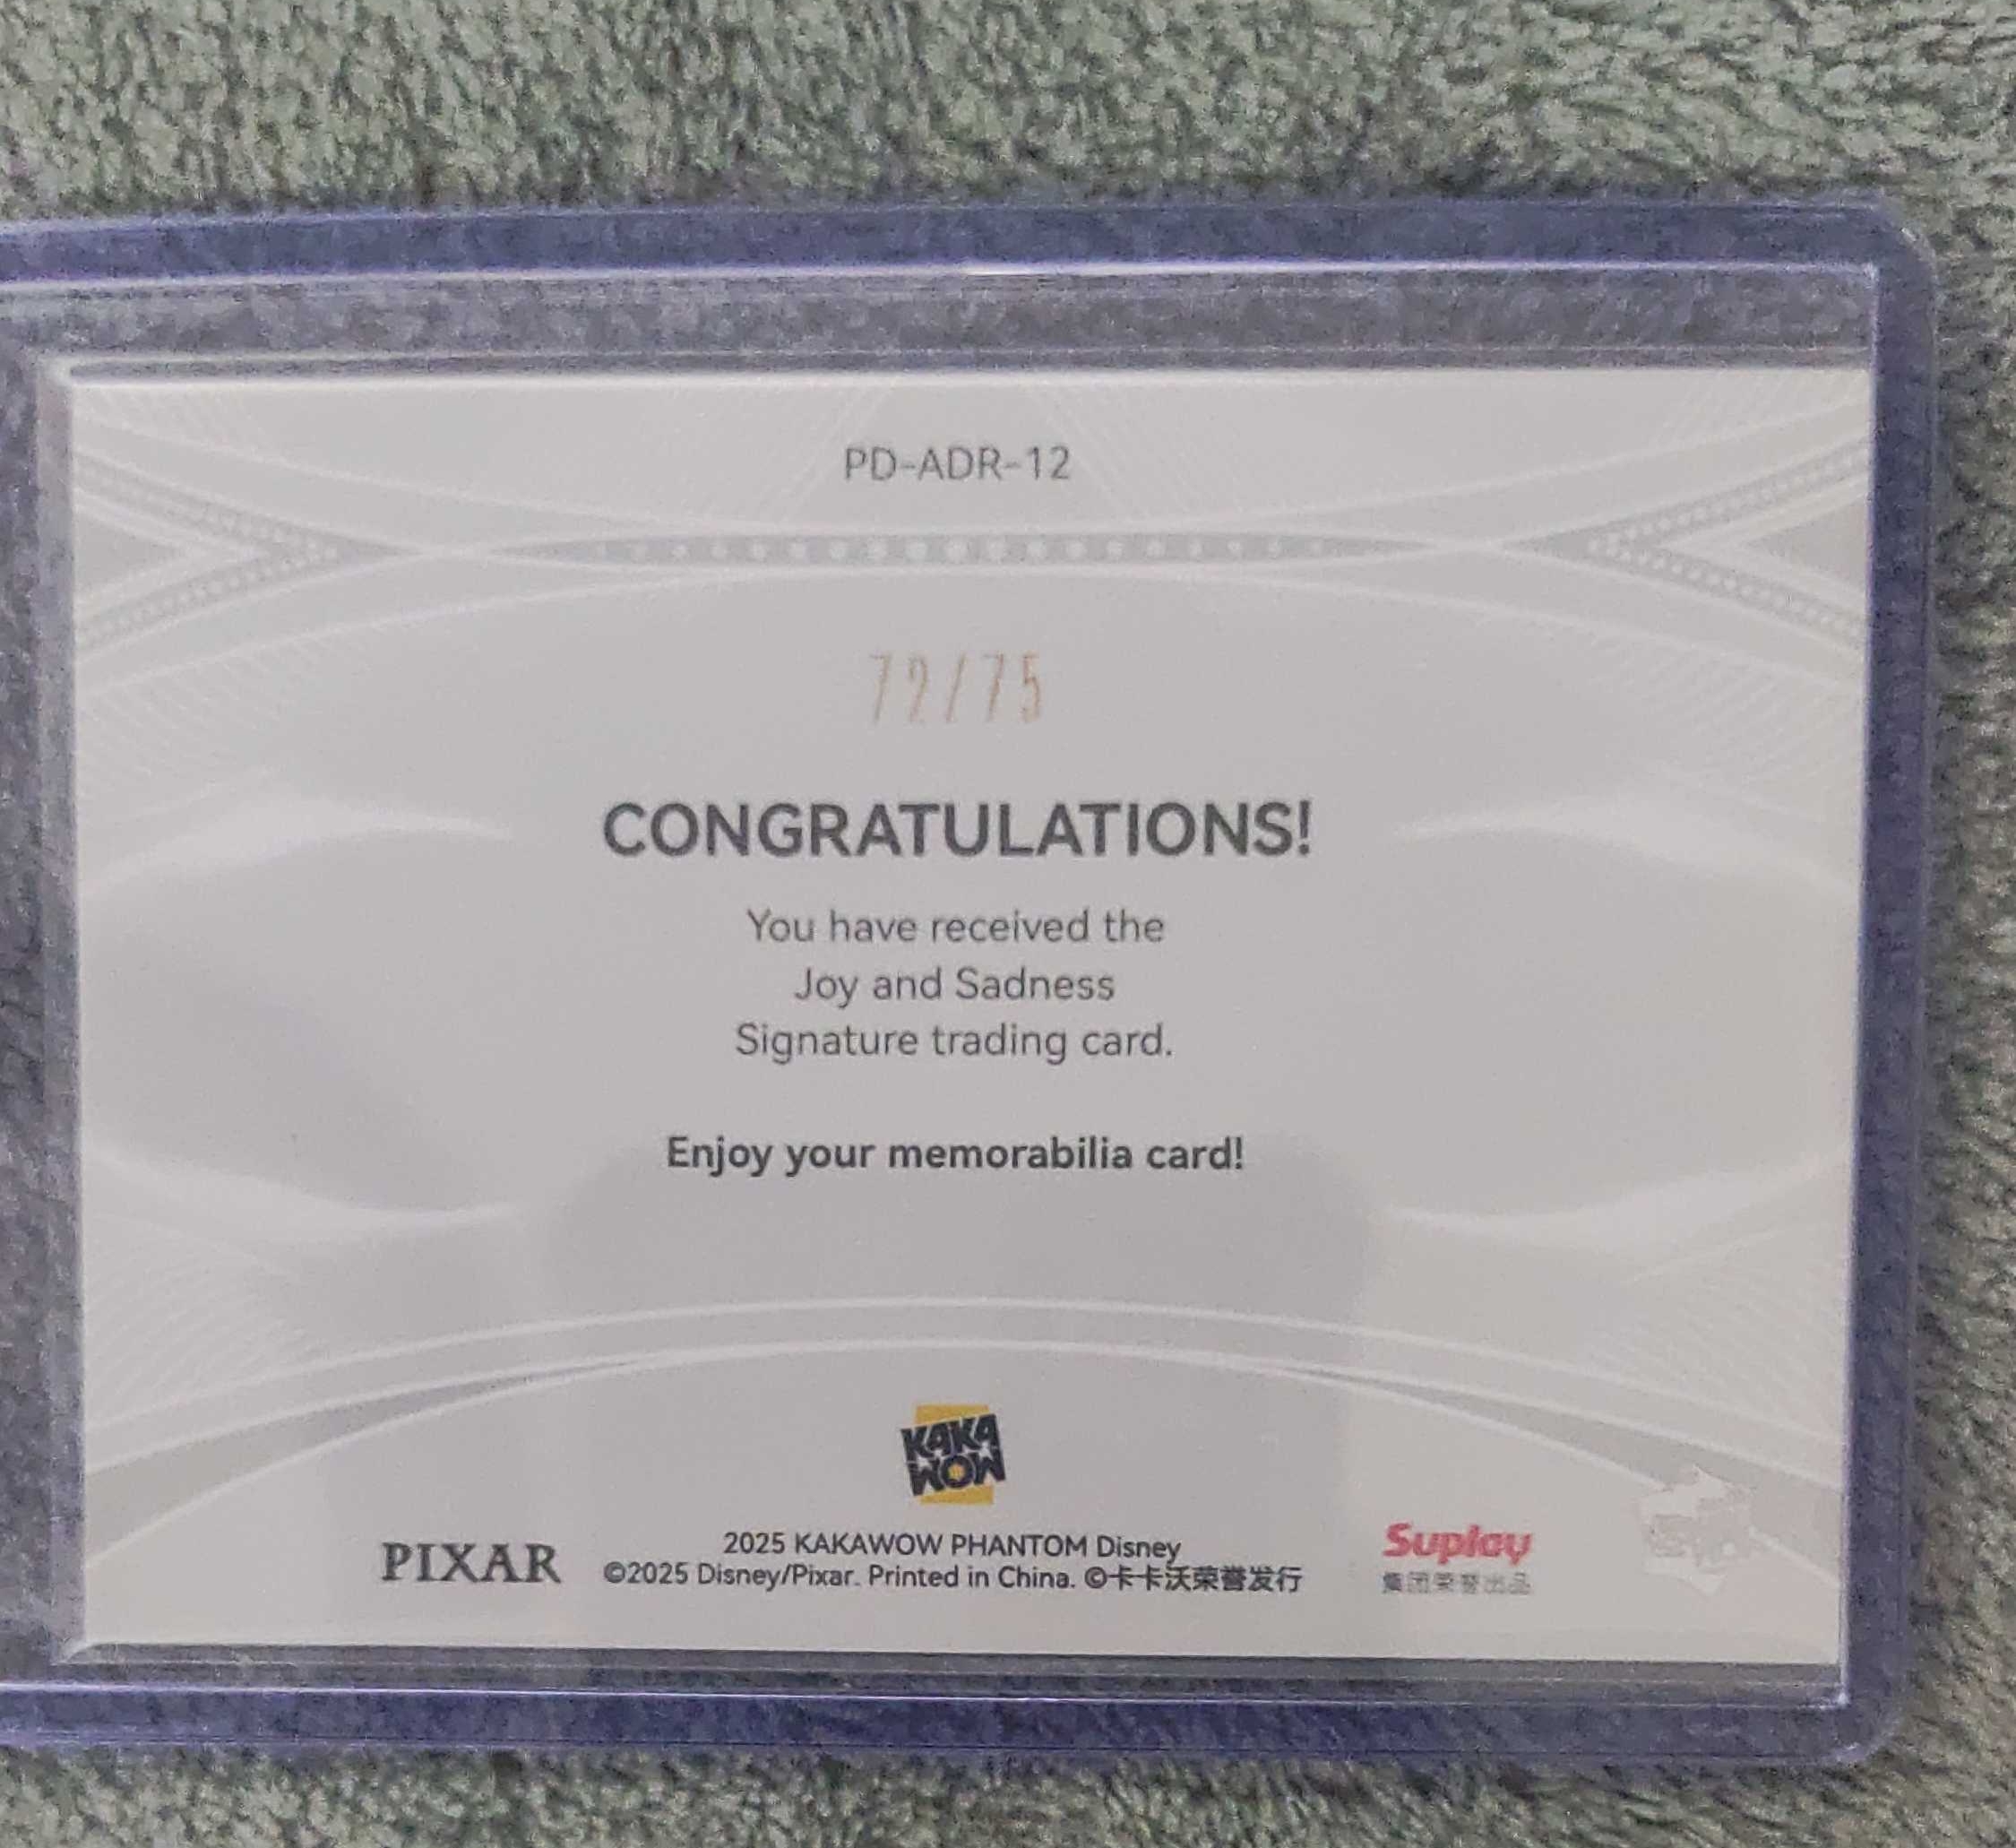 PD-ADR-12
72/75
CONGRATULATIONS!
You have received the
Joy and Sadness
Signature trading card.
Enjoy your memorabilia card!
KAKA
WOW
PIXAR
2025 KAKAWOW PHANTOM Disney
©2025 Disney/Pixar. Printed in China. ©卡卡沃荣誉发行
Suplay
集团荣誉出品